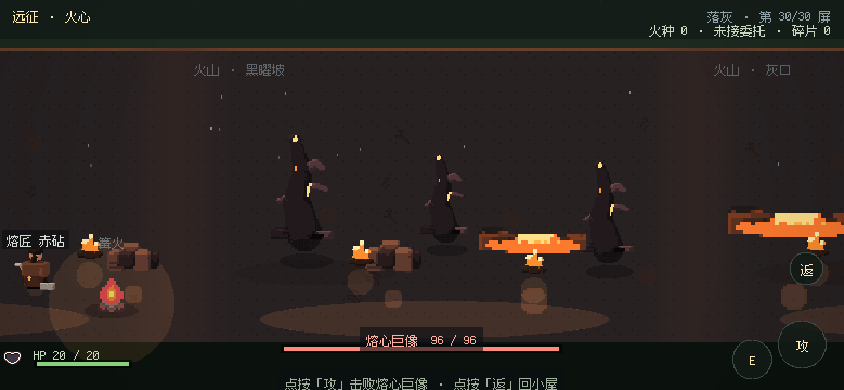 远征 · 火心
落灰 · 第 30/30 屏
火种 0 · 未接委托 · 碎片 0
火山 · 黑曜坡
火山 · 灰口
熔匠 赤砧
篝火
返
熔心巨像 96 / 96
HP 20 / 20
E
攻
点按「攻」击败熔心巨像 · 点按「返」回小屋